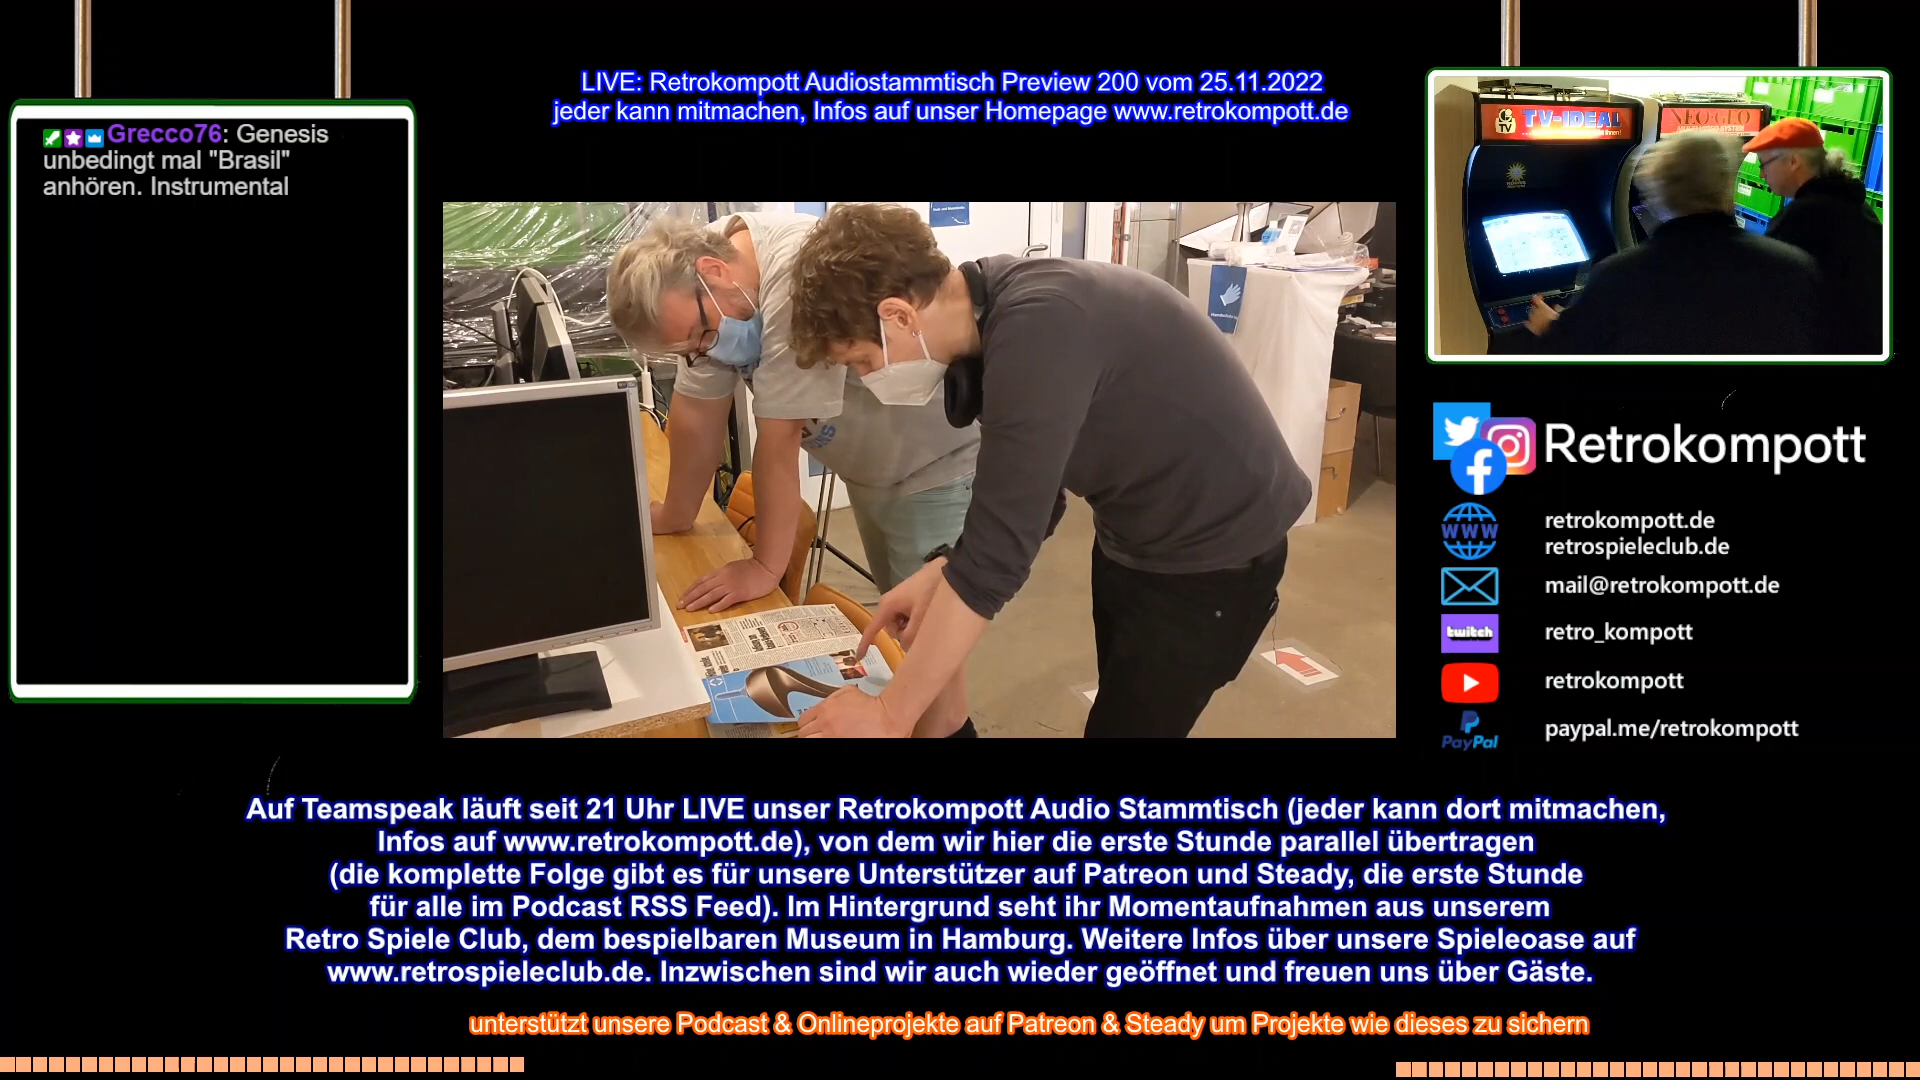 LIVE: Retrokompott Audiostammtisch Preview 200 vom 25.11.2022
jeder kann mitmachen, Infos auf unser Homepage www.retrokompott.de
Grecco76: Genesis
unbedingt mal "Brasil"
anhören. Instrumental
TV
TV-IDEAL
NEO·GEO
Retrokompott
WWW
retrokompott.de
retrospieleclub.de
mail@retrokompott.de
twitch
retro_kompott
retrokompott
PayPal
paypal.me/retrokompott
Auf Teamspeak läuft seit 21 Uhr LIVE unser Retrokompott Audio Stammtisch (jeder kann dort mitmachen,
Infos auf www.retrokompott.de), von dem wir hier die erste Stunde parallel übertragen
(die komplette Folge gibt es für unsere Unterstützer auf Patreon und Steady, die erste Stunde
für alle im Podcast RSS Feed). Im Hintergrund seht ihr Momentaufnahmen aus unserem
Retro Spiele Club, dem bespielbaren Museum in Hamburg. Weitere Infos über unsere Spieleoase auf
www.retrospieleclub.de. Inzwischen sind wir auch wieder geöffnet und freuen uns über Gäste.
unterstützt unsere Podcast & Onlineprojekte auf Patreon & Steady um Projekte wie dieses zu sichern